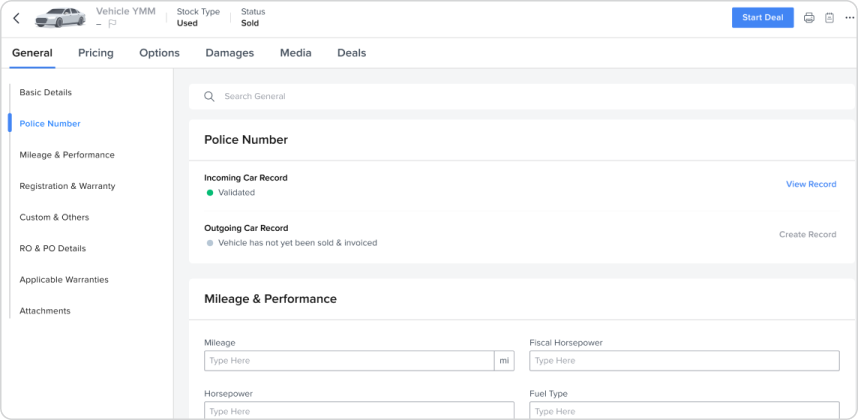 Vehicle YMM
–
Stock Type
Used
Status
Sold
Start Deal
General
Pricing
Options
Damages
Media
Deals
Basic Details
Police Number
Mileage & Performance
Registration & Warranty
Custom & Others
RO & PO Details
Applicable Warranties
Attachments
Search General
Police Number
Incoming Car Record
Validated
View Record
Outgoing Car Record
Vehicle has not yet been sold & invoiced
Create Record
Mileage & Performance
Mileage
Type Here
mi
Fiscal Horsepower
Type Here
Horsepower
Type Here
Fuel Type
Type Here